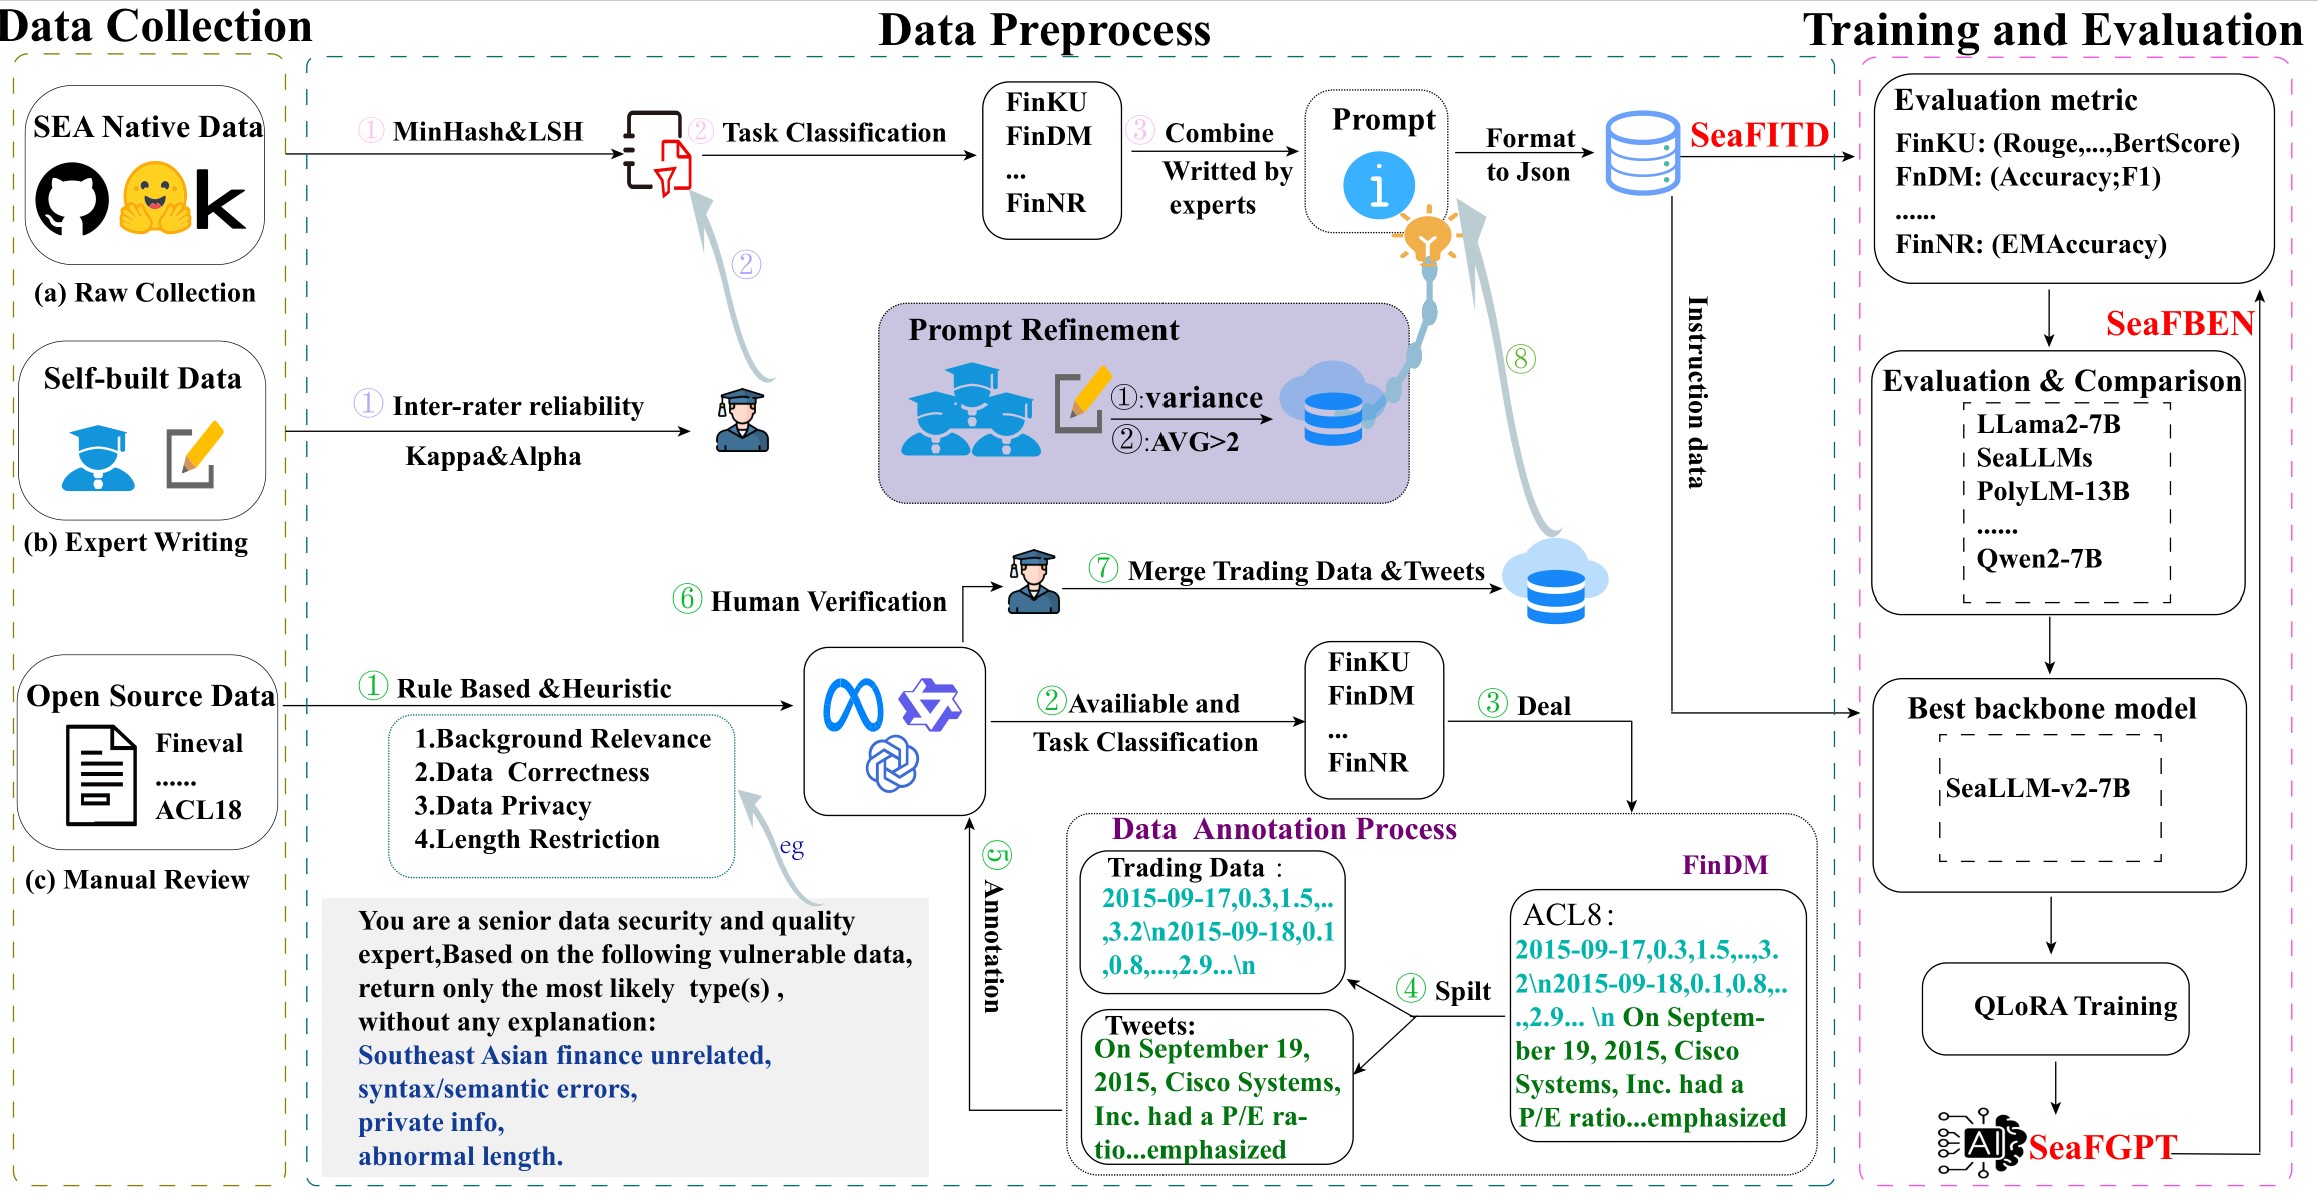 Data Collection
Data Preprocess
Training and Evaluation
SEA Native Data
k
(a) Raw Collection
Self-built Data
(b) Expert Writing
Open Source Data
Fineval
......
ACL18
(c) Manual Review
① MinHash&LSH
② Task Classification
FinKU
FinDM
...
FinNR
③ Combine
Writted by
experts
Prompt
i
Format
to Json
SeaFITD
②
① Inter-rater reliability
Kappa&Alpha
Prompt Refinement
①:variance
②:AVG>2
⑧
Instruction data
⑥ Human Verification
⑦ Merge Trading Data &Tweets
① Rule Based &Heuristic
1.Background Relevance
2.Data Correctness
3.Data Privacy
4.Length Restriction
eg
You are a senior data security and quality
expert,Based on the following vulnerable data,
return only the most likely type(s) ,
without any explanation:
Southeast Asian finance unrelated,
syntax/semantic errors,
private info,
abnormal length.
② Availiable and
Task Classification
FinKU
FinDM
...
FinNR
③ Deal
Data Annotation Process
FinDM
Trading Data :
2015-09-17,0.3,1.5,..
,3.2\n2015-09-18,0.1
,0.8,...,2.9...\n
Tweets:
On September 19,
2015, Cisco Systems,
Inc. had a P/E ra-
tio...emphasized
④ Spilt
ACL8:
2015-09-17,0.3,1.5,..,3.
2\n2015-09-18,0.1,0.8,..
.,2.9... \n On Septem-
ber 19, 2015, Cisco
Systems, Inc. had a
P/E ratio...emphasized
⑤ Annotation
Evaluation metric
FinKU: (Rouge,...,BertScore)
FnDM: (Accuracy;F1)
......
FinNR: (EMAccuracy)
SeaFBEN
Evaluation & Comparison
LLama2-7B
SeaLLMs
PolyLM-13B
......
Qwen2-7B
Best backbone model
SeaLLM-v2-7B
QLoRA Training
AI
SeaFGPT